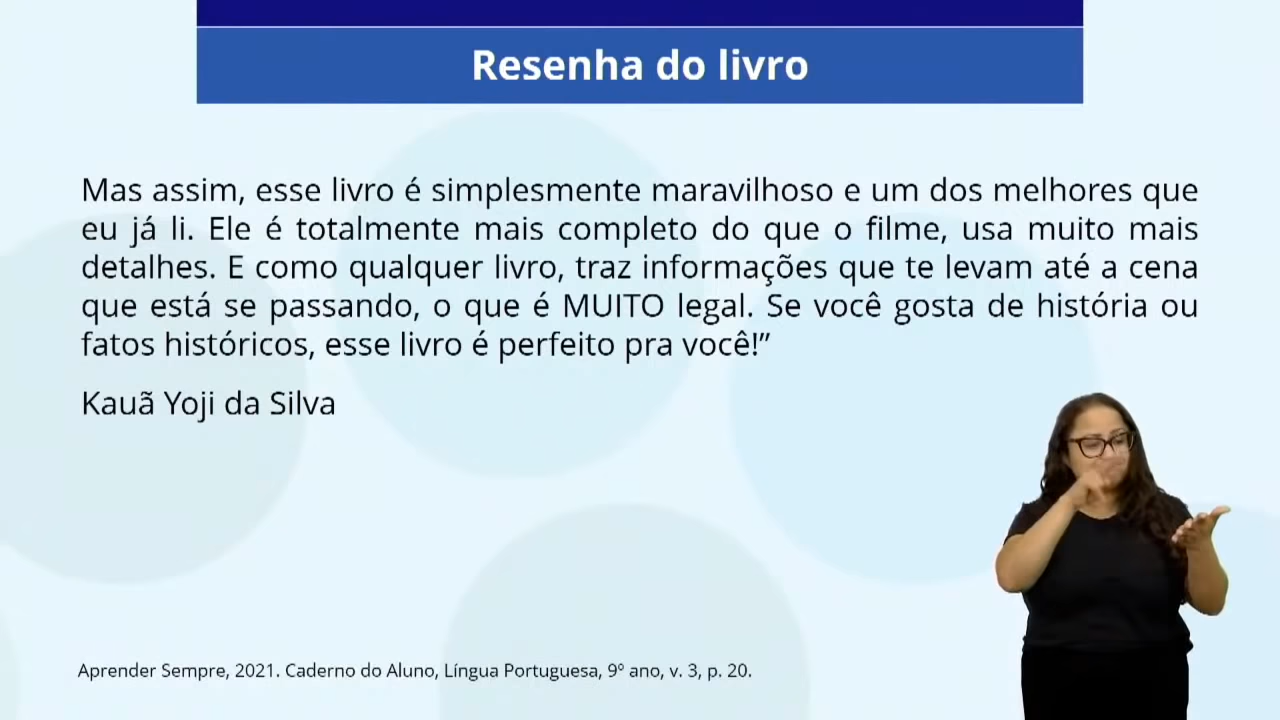 Resenha do livro
Mas assim, esse livro é simplesmente maravilhoso e um dos melhores que
eu já li. Ele é totalmente mais completo do que o filme, usa muito mais
detalhes. E como qualquer livro, traz informações que te levam até a cena
que está se passando, o que é MUITO legal. Se você gosta de história ou
fatos históricos, esse livro é perfeito pra você!”
Kauã Yoji da Silva
Aprender Sempre, 2021. Caderno do Aluno, Língua Portuguesa, 9º ano, v. 3, p. 20.